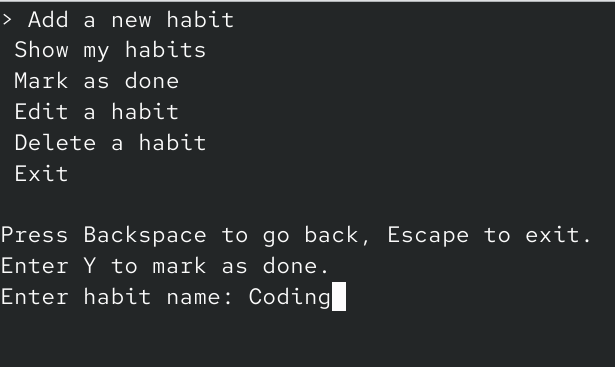 > Add a new habit
Show my habits
Mark as done
Edit a habit
Delete a habit
Exit
Press Backspace to go back, Escape to exit.
Enter Y to mark as done.
Enter habit name: Coding